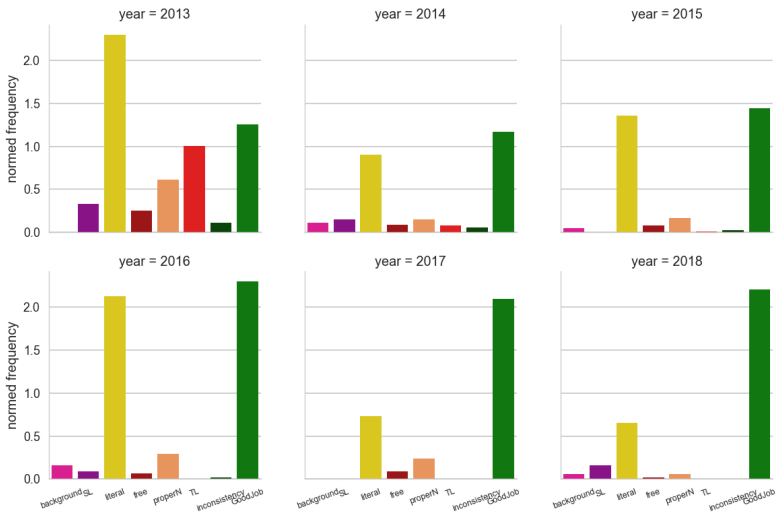 year = 2013
year = 2014
year = 2015
normed frequency
2.0
1.5
1.0
0.5
0.0
year = 2016
year = 2017
year = 2018
normed frequency
2.0
1.5
1.0
0.5
0.0
background SL literal free properN TL inconsistency GoodJob
background SL literal free properN TL inconsistency GoodJob
background SL literal free properN TL inconsistency GoodJob